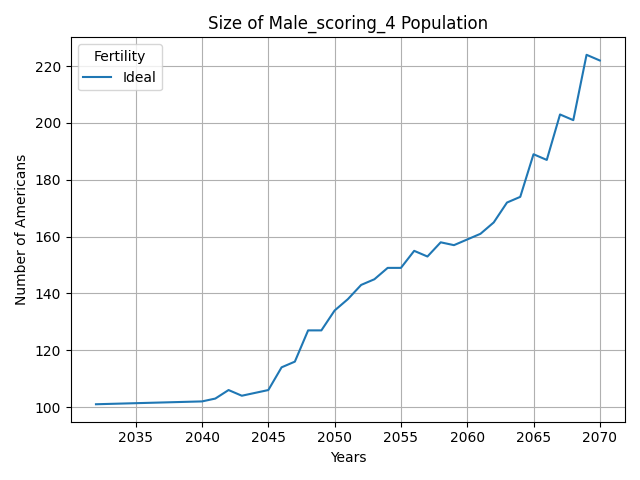 Size of Male_scoring_4 Population
Fertility
Ideal
Number of Americans
220
200
180
160
140
120
100
2035 2040 2045 2050 2055 2060 2065 2070
Years